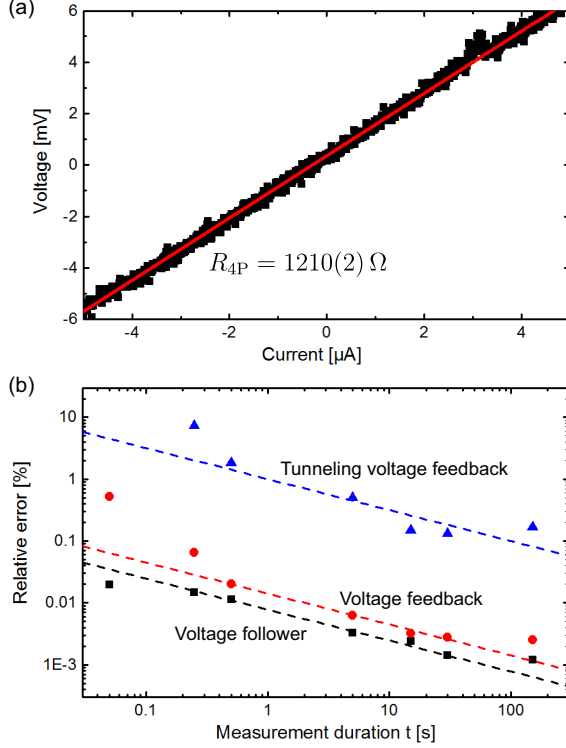 (a)
6
4
2
0
-2
-4
-6
Voltage [mV]
R4P = 1210(2) Ω
-4 -2 0 2 4
Current [µA]
(b)
10
1
0.1
0.01
1E-3
Relative error [%]
Tunneling voltage feedback
Voltage feedback
Voltage follower
0.1 1 10 100
Measurement duration t [s]